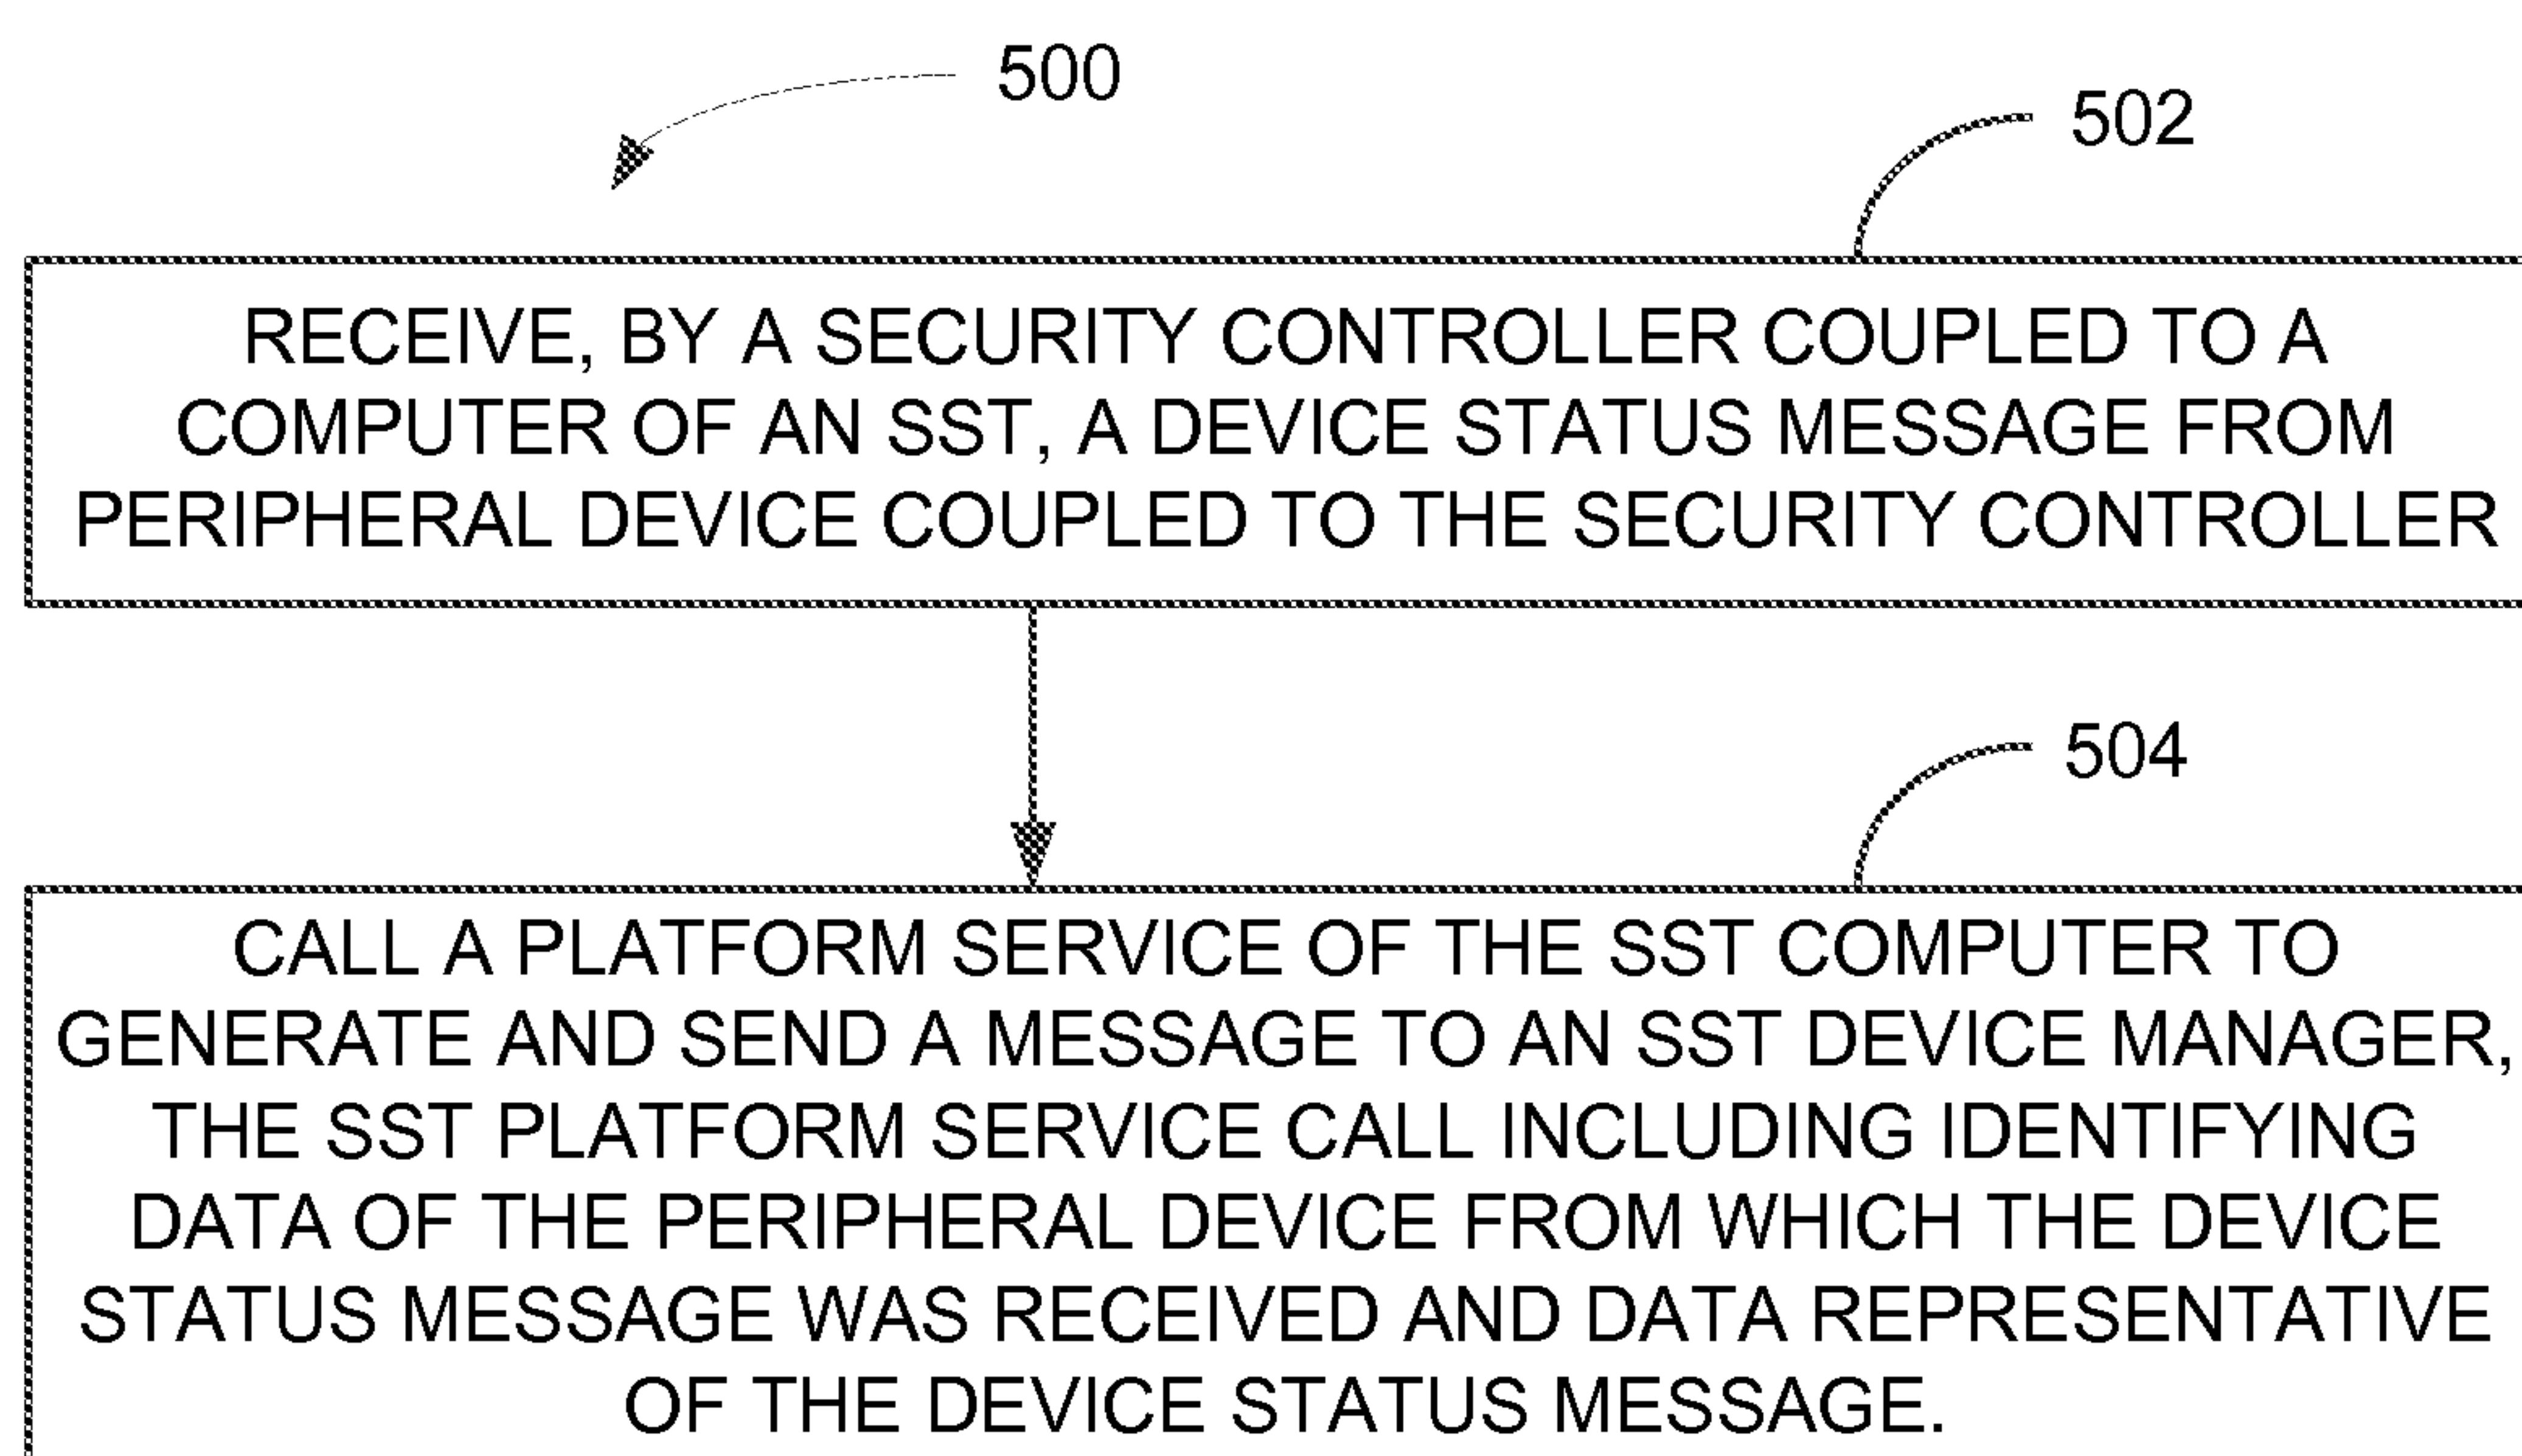 500
502
RECEIVE, BY A SECURITY CONTROLLER COUPLED TO A
COMPUTER OF AN SST, A DEVICE STATUS MESSAGE FROM
PERIPHERAL DEVICE COUPLED TO THE SECURITY CONTROLLER
504
CALL A PLATFORM SERVICE OF THE SST COMPUTER TO
GENERATE AND SEND A MESSAGE TO AN SST DEVICE MANAGER,
THE SST PLATFORM SERVICE CALL INCLUDING IDENTIFYING
DATA OF THE PERIPHERAL DEVICE FROM WHICH THE DEVICE
STATUS MESSAGE WAS RECEIVED AND DATA REPRESENTATIVE
OF THE DEVICE STATUS MESSAGE.